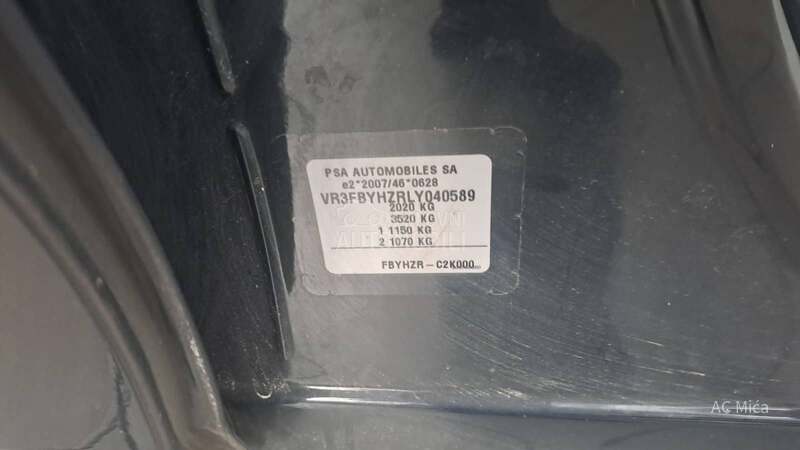 PSA AUTOMOBILES SA
e2*2007/46*0628
VR3FBYHZRLY040589
2020 KG
3520 KG
1 1150 KG
2 1070 KG
FBYHZR-C2K000
AC Mića